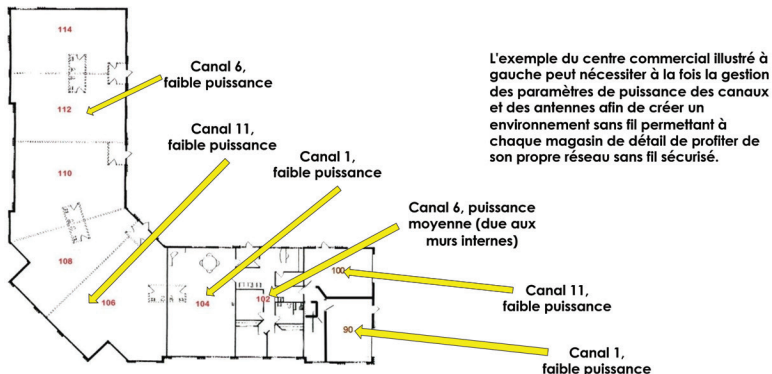 114
Canal 6,
faible puissance
112
Canal 11,
faible puissance
110
Canal 1,
faible puissance
Canal 6, puissance
moyenne (due aux
murs internes)
108
106
104
102
100
90
Canal 11,
faible puissance
Canal 1,
faible puissance
L'exemple du centre commercial illustré à
gauche peut nécessiter à la fois la gestion
des paramètres de puissance des canaux
et des antennes afin de créer un
environnement sans fil permettant à
chaque magasin de détail de profiter de
son propre réseau sans fil sécurisé.